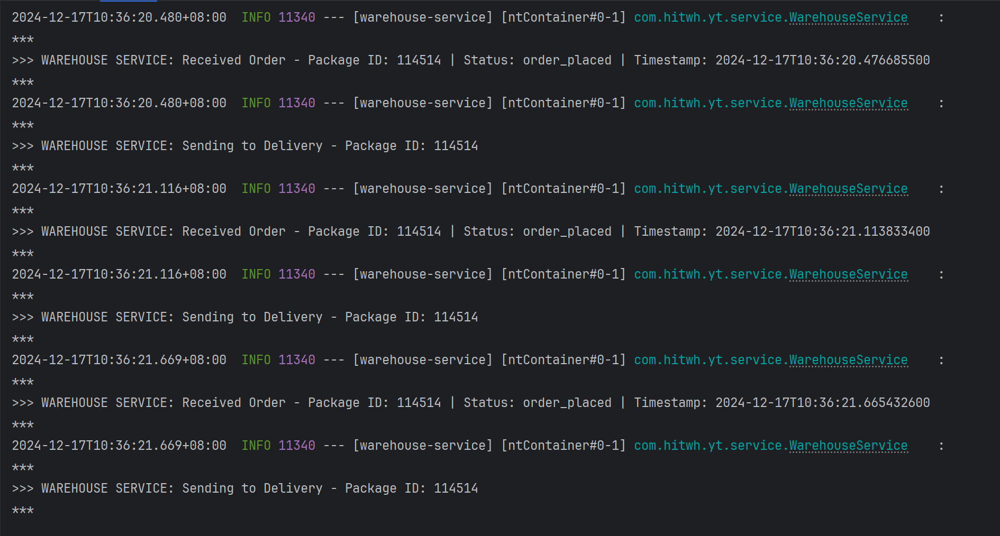 2024-12-17T10:36:20.480+08:00  INFO 11340 --- [warehouse-service] [ntContainer#0-1] com.hitwh.yt.service.WarehouseService    :
***
>>> WAREHOUSE SERVICE: Received Order - Package ID: 114514 | Status: order_placed | Timestamp: 2024-12-17T10:36:20.476685500
***
2024-12-17T10:36:20.480+08:00  INFO 11340 --- [warehouse-service] [ntContainer#0-1] com.hitwh.yt.service.WarehouseService    :
***
>>> WAREHOUSE SERVICE: Sending to Delivery - Package ID: 114514
***
2024-12-17T10:36:21.116+08:00  INFO 11340 --- [warehouse-service] [ntContainer#0-1] com.hitwh.yt.service.WarehouseService    :
***
>>> WAREHOUSE SERVICE: Received Order - Package ID: 114514 | Status: order_placed | Timestamp: 2024-12-17T10:36:21.113833400
***
2024-12-17T10:36:21.116+08:00  INFO 11340 --- [warehouse-service] [ntContainer#0-1] com.hitwh.yt.service.WarehouseService    :
***
>>> WAREHOUSE SERVICE: Sending to Delivery - Package ID: 114514
***
2024-12-17T10:36:21.669+08:00  INFO 11340 --- [warehouse-service] [ntContainer#0-1] com.hitwh.yt.service.WarehouseService    :
***
>>> WAREHOUSE SERVICE: Received Order - Package ID: 114514 | Status: order_placed | Timestamp: 2024-12-17T10:36:21.665432600
***
2024-12-17T10:36:21.669+08:00  INFO 11340 --- [warehouse-service] [ntContainer#0-1] com.hitwh.yt.service.WarehouseService    :
***
>>> WAREHOUSE SERVICE: Sending to Delivery - Package ID: 114514
***